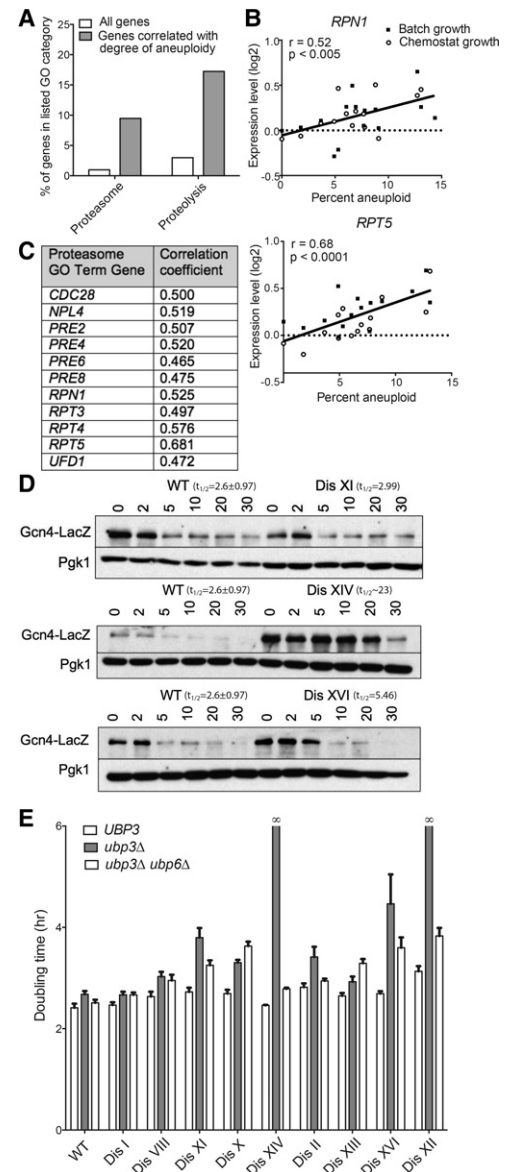 A
All genes
Genes correlated with
degree of aneuploidy
% of genes in listed GO category
25
20
15
10
5
0
Proteasome
Proteolysis
B
RPN1
Batch growth
Chemostat growth
r = 0.52
p < 0.005
Expression level (log2)
1.0
0.5
0.0
-0.5
0 5 10 15
Percent aneuploid
RPT5
r = 0.68
p < 0.0001
Expression level (log2)
1.0
0.5
0.0
-0.5
0 5 10 15
Percent aneuploid
C
Proteasome GO Term Gene
Correlation coefficient
CDC28 0.500
NPL4 0.519
PRE2 0.507
PRE4 0.520
PRE6 0.465
PRE8 0.475
RPN1 0.525
RPT3 0.497
RPT4 0.576
RPT5 0.681
UFD1 0.472
D
WT (t1/2=2.6±0.97) Dis XI (t1/2=2.99)
0 2 5 10 20 30 0 2 5 10 20 30
Gcn4-LacZ
Pgk1
WT (t1/2=2.6±0.97) Dis XIV (t1/2~23)
0 2 5 10 20 30 0 2 5 10 20 30
Gcn4-LacZ
Pgk1
WT (t1/2=2.6±0.97) Dis XVI (t1/2=5.46)
0 2 5 10 20 30 0 2 5 10 20 30
Gcn4-LacZ
Pgk1
E
UBP3
ubp3Δ
ubp3Δ ubp6Δ
∞ ∞
Doubling time (hr)
6
4
2
0
WT Dis I Dis VIII Dis XI Dis X Dis XIV Dis II Dis XIII Dis XVI Dis XII